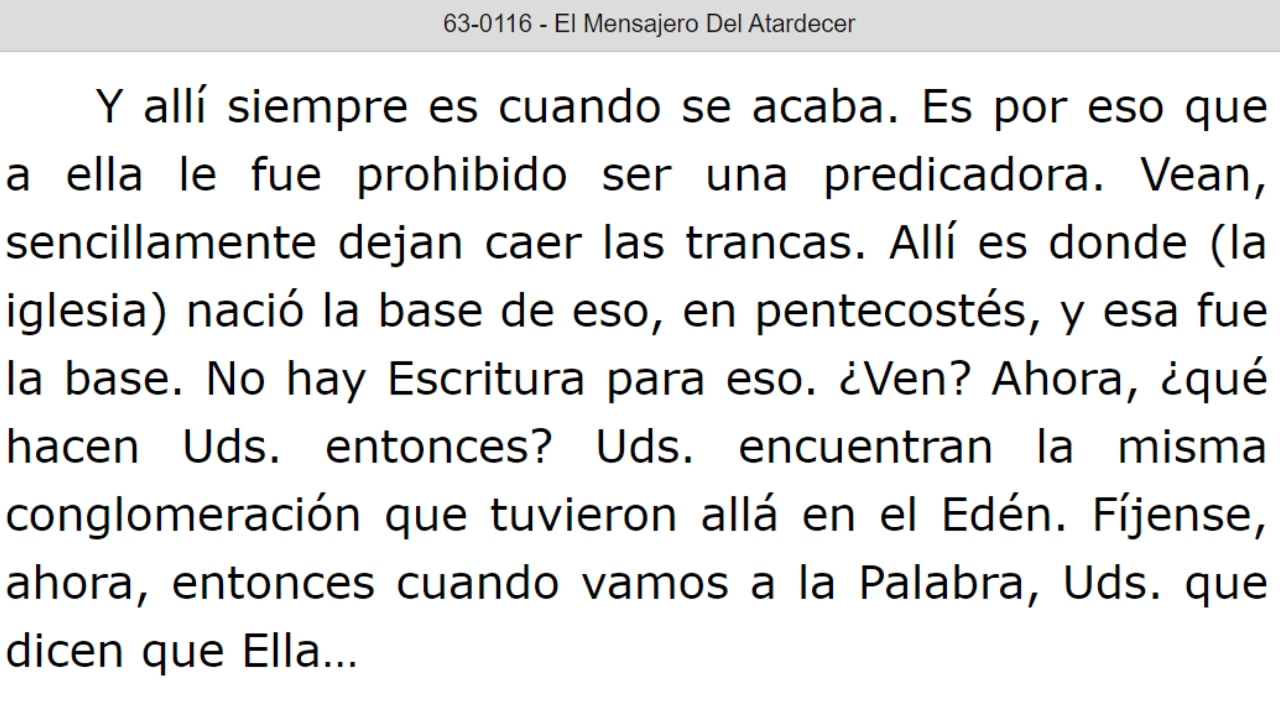 63-0116 - El Mensajero Del Atardecer
Y allí siempre es cuando se acaba. Es por eso que
a ella le fue prohibido ser una predicadora. Vean,
sencillamente dejan caer las trancas. Allí es donde (la
iglesia) nació la base de eso, en pentecostés, y esa fue
la base. No hay Escritura para eso. ¿Ven? Ahora, ¿qué
hacen Uds. entonces? Uds. encuentran la misma
conglomeración que tuvieron allá en el Edén. Fíjense,
ahora, entonces cuando vamos a la Palabra, Uds. que
dicen que Ella...